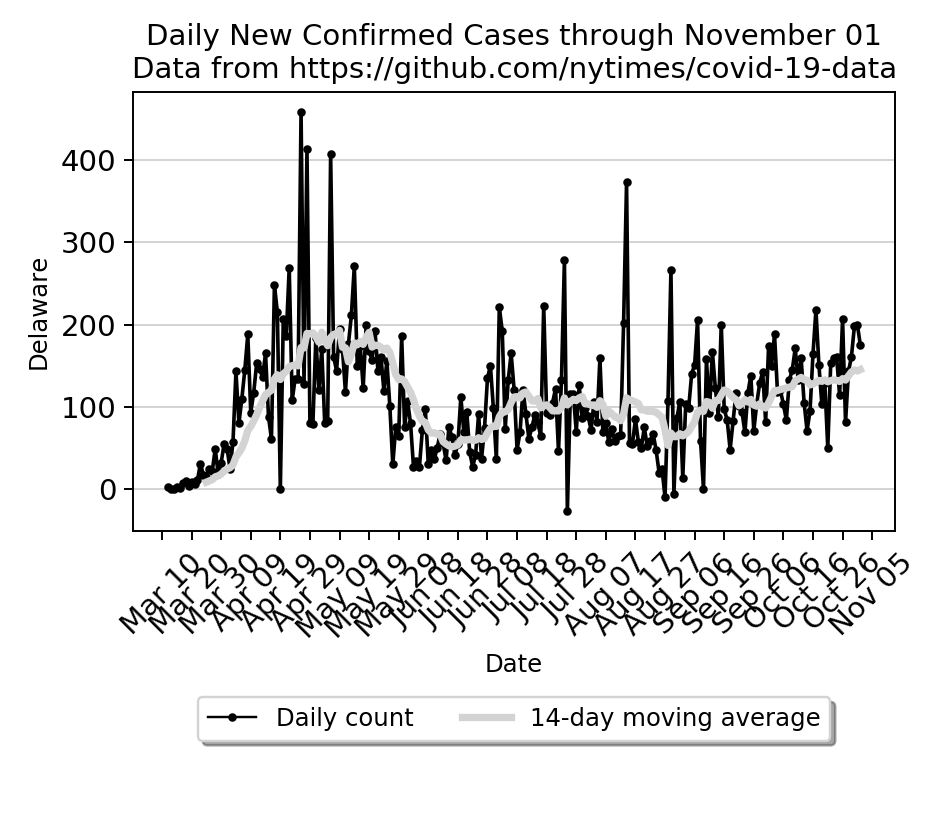 Daily New Confirmed Cases through November 01
Data from https://github.com/nytimes/covid-19-data
Delaware
400
300
200
100
0
Mar 10
Mar 20
Mar 30
Apr 09
Apr 19
Apr 29
May 09
May 19
May 29
Jun 08
Jun 18
Jun 28
Jul 08
Jul 18
Jul 28
Aug 07
Aug 17
Aug 27
Sep 06
Sep 16
Sep 26
Oct 06
Oct 16
Oct 26
Nov 05
Date
Daily count
14-day moving average